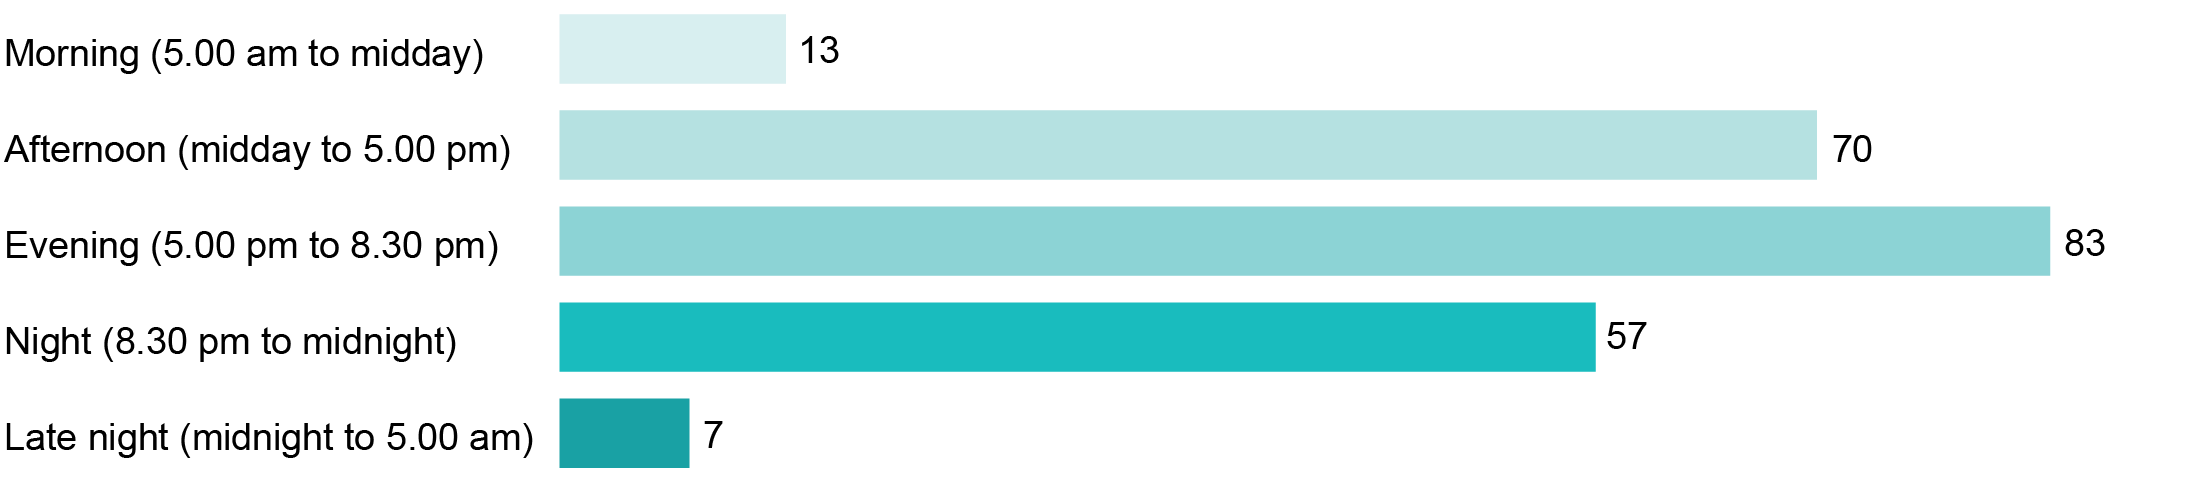 Morning (5.00 am to midday) 13
Afternoon (midday to 5.00 pm) 70
Evening (5.00 pm to 8.30 pm) 83
Night (8.30 pm to midnight) 57
Late night (midnight to 5.00 am) 7